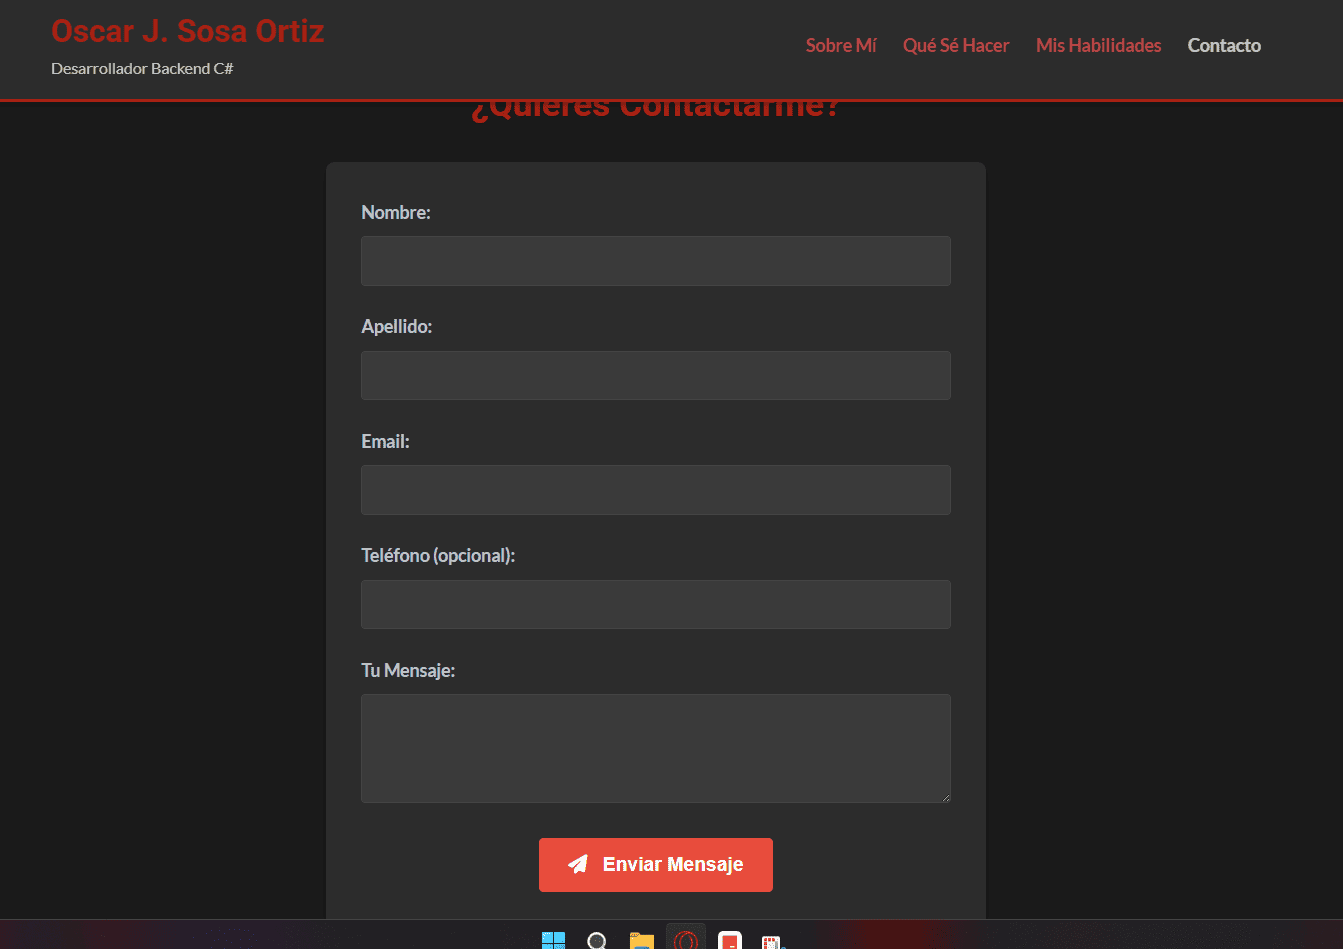 Oscar J. Sosa Ortiz
Desarrollador Backend C#
Sobre Mí Qué Sé Hacer Mis Habilidades Contacto
¿Quieres Contactarme?
Nombre:
Apellido:
Email:
Teléfono (opcional):
Tu Mensaje:
Enviar Mensaje